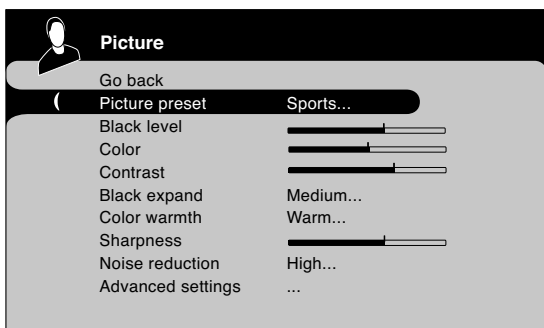 Picture
Go back
Picture preset Sports...
Black level
Color
Contrast
Black expand Medium...
Color warmth Warm...
Sharpness
Noise reduction High...
Advanced settings ...